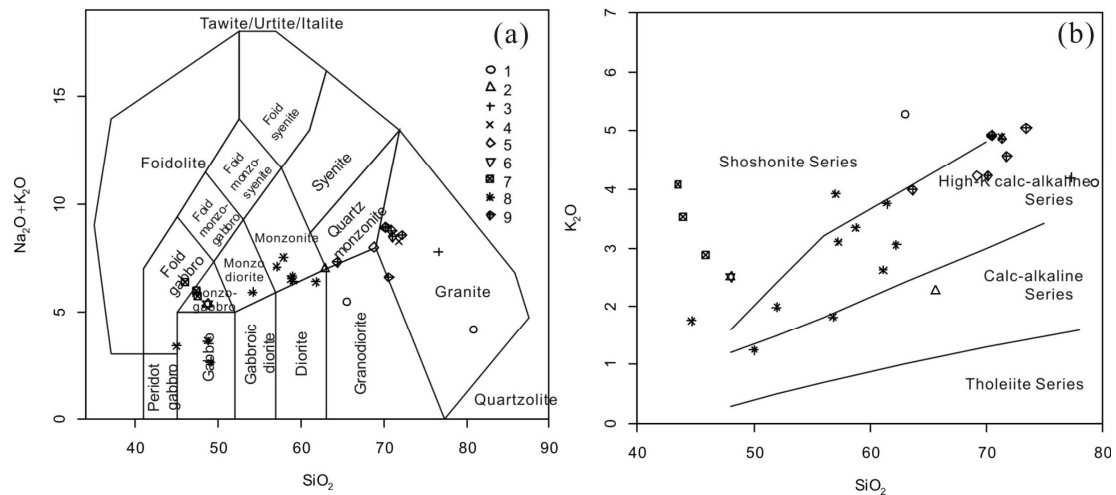 Tawite/Urtite/Italite
(a)
1
2
3
4
5
6
7
8
9
Foid
syenite
Foidolite
Foid
monzo-
syenite
Syenite
Foid
monzo-
gabbro
Quartz
monzonite
Monzonite
Foid
gabbro
Monzo
diorite
Monzo-
gabbro
Granite
Peridot
gabbro
Gabbro
Gabbroic
diorite
Diorite
Granodiorite
Quartzolite
Na₂O+K₂O
0
5
10
15
40
50
60
70
80
90
SiO₂
(b)
Shoshonite Series
High-K calc-alkaline
Series
Calc-alkaline
Series
Tholeiite Series
K₂O
7
6
5
4
3
2
1
0
40
50
60
70
80
SiO₂